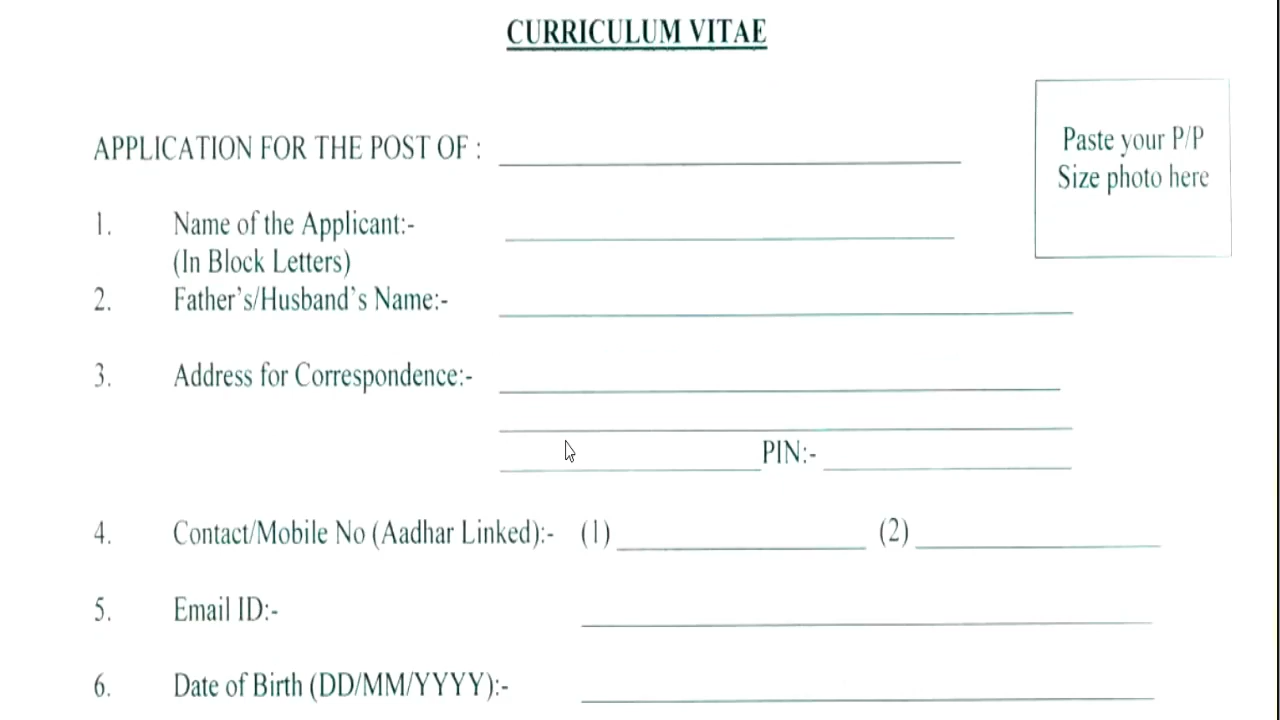 CURRICULUM VITAE
Paste your P/P
Size photo here
APPLICATION FOR THE POST OF :
1. Name of the Applicant:-
(In Block Letters)
2. Father's/Husband's Name:-
3. Address for Correspondence:-
PIN:-
4. Contact/Mobile No (Aadhar Linked):- (1) (2)
5. Email ID:-
6. Date of Birth (DD/MM/YYYY):-